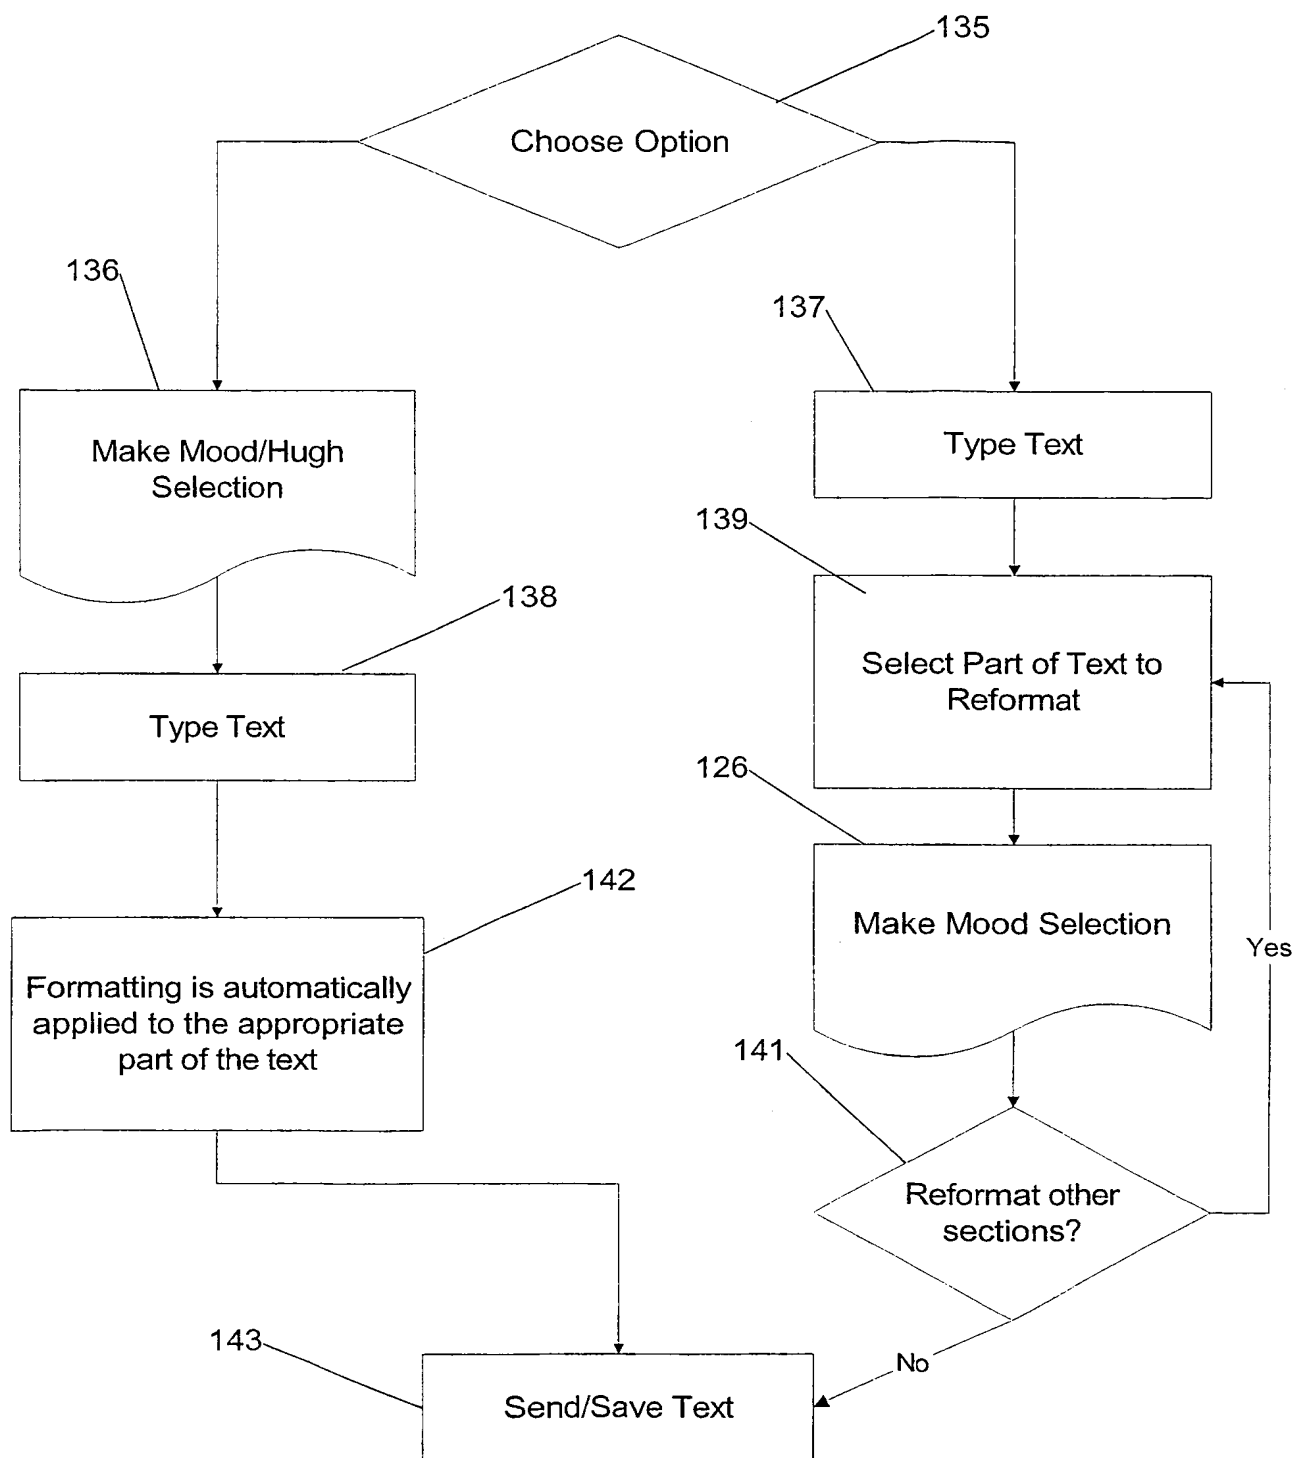 135
Choose Option
136
137
Make Mood/Hugh
Selection
Type Text
139
138
Select Part of Text to
Reformat
Type Text
126
142
Make Mood Selection
Yes
Formatting is automatically
applied to the appropriate
part of the text
141
Reformat other
sections?
143
No
Send/Save Text